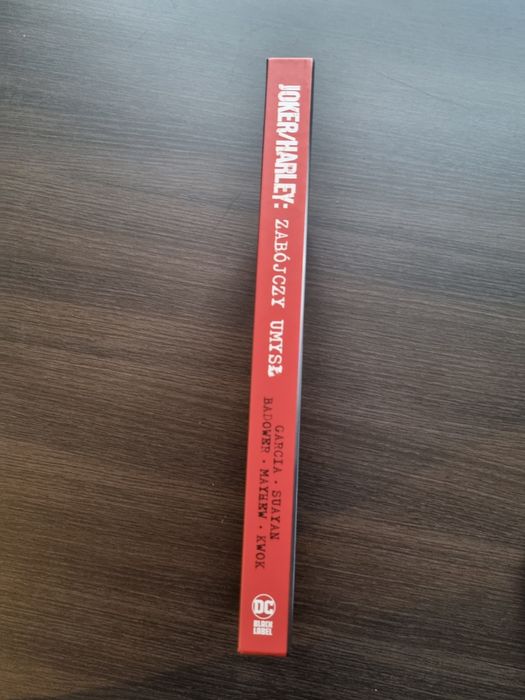 JOKER/HARLEY: ZABÓJCZY UMYSŁ
GARCIA · SUAYAN
BADOWER · MAYHEW · KWOK
DC
BLACK
LABEL